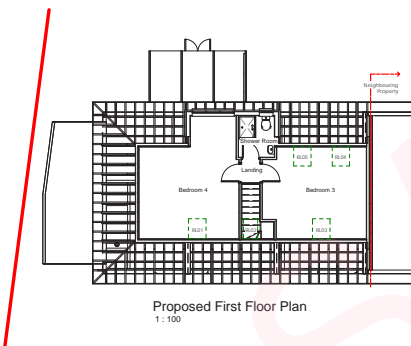 Neighbouring
Property
Shower Room
RL05
RL04
Landing
Bedroom 4
Bedroom 3
RL01
RL02
RL03
Proposed First Floor Plan
1 : 100